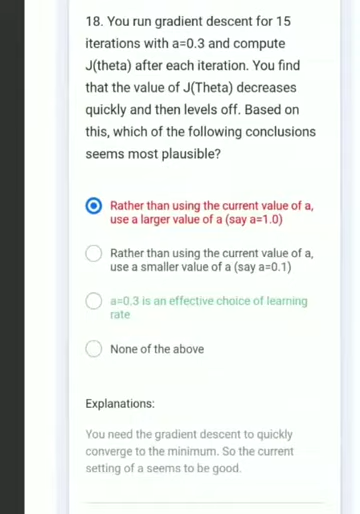 18. You run gradient descent for 15
iterations with a=0.3 and compute
J(theta) after each iteration. You find
that the value of J(Theta) decreases
quickly and then levels off. Based on
this, which of the following conclusions
seems most plausible?
Rather than using the current value of a,
use a larger value of a (say a=1.0)
Rather than using the current value of a,
use a smaller value of a (say a=0.1)
a=0.3 is an effective choice of learning
rate
None of the above
Explanations:
You need the gradient descent to quickly
converge to the minimum. So the current
setting of a seems to be good.